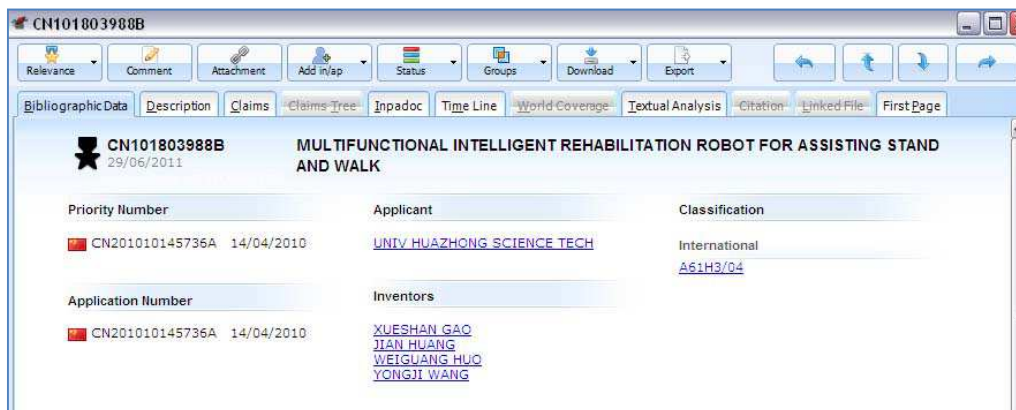 CN101803988B
Relevance Comment Attachment Add in/ap Status Groups Download Export
Bibliographic Data Description Claims Claims Tree Inpadoc Time Line World Coverage Textual Analysis Citation Linked File First Page
CN101803988B
29/06/2011
MULTIFUNCTIONAL INTELLIGENT REHABILITATION ROBOT FOR ASSISTING STAND
AND WALK
Priority Number
CN201010145736A 14/04/2010
Application Number
CN201010145736A 14/04/2010
Applicant
UNIV HUAZHONG SCIENCE TECH
Inventors
XUESHAN GAO
JIAN HUANG
WEIGUANG HUO
YONGJI WANG
Classification
International
A61H3/04